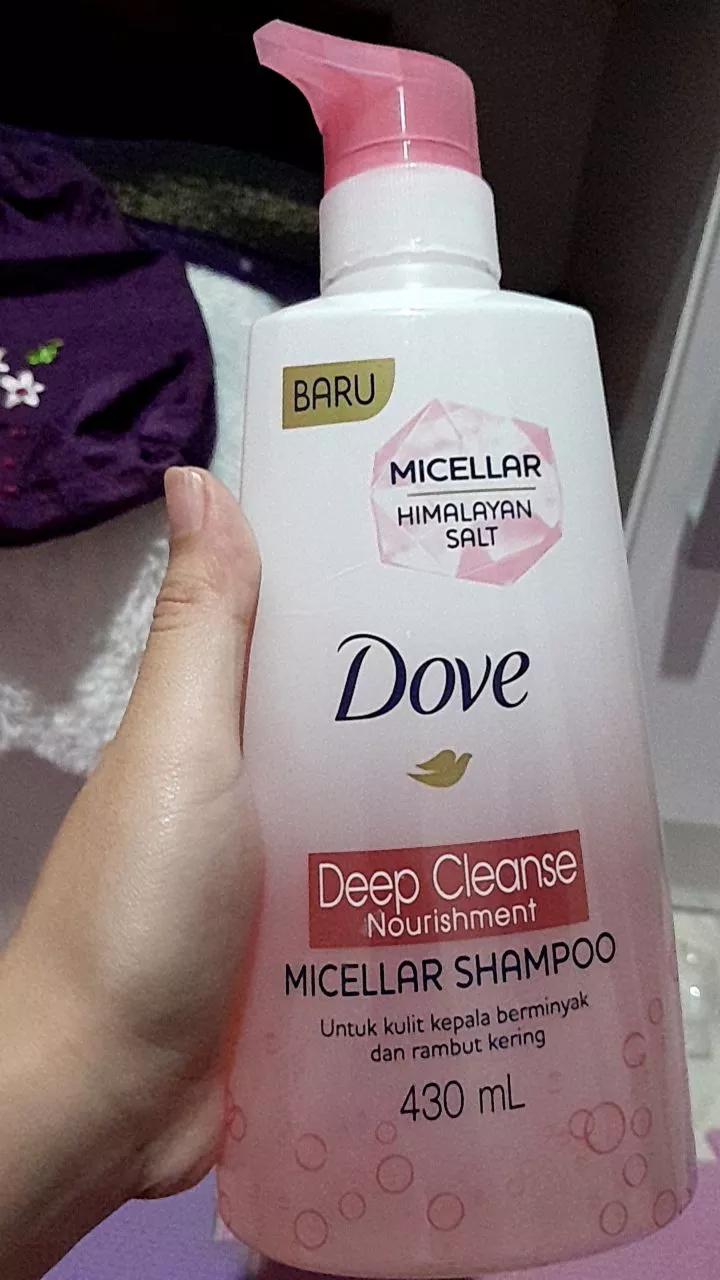 BARU
MICELLAR
HIMALAYAN
SALT
Dove
Deep Cleanse
Nourishment
MICELLAR SHAMPOO
Untuk kulit kepala berminyak
dan rambut kering
430 mL